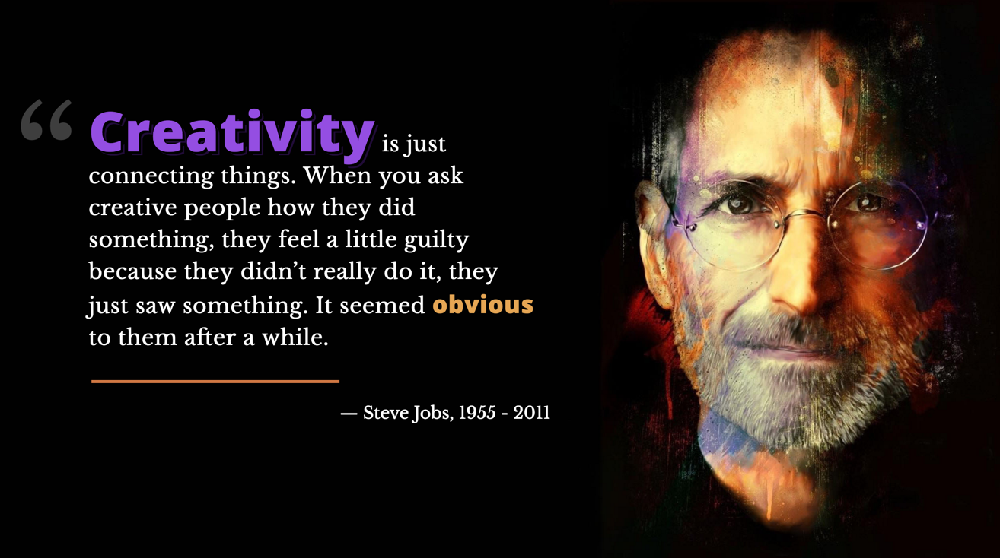 “ Creativity is just
connecting things. When you ask
creative people how they did
something, they feel a little guilty
because they didn’t really do it, they
just saw something. It seemed obvious
to them after a while.
— Steve Jobs, 1955 - 2011